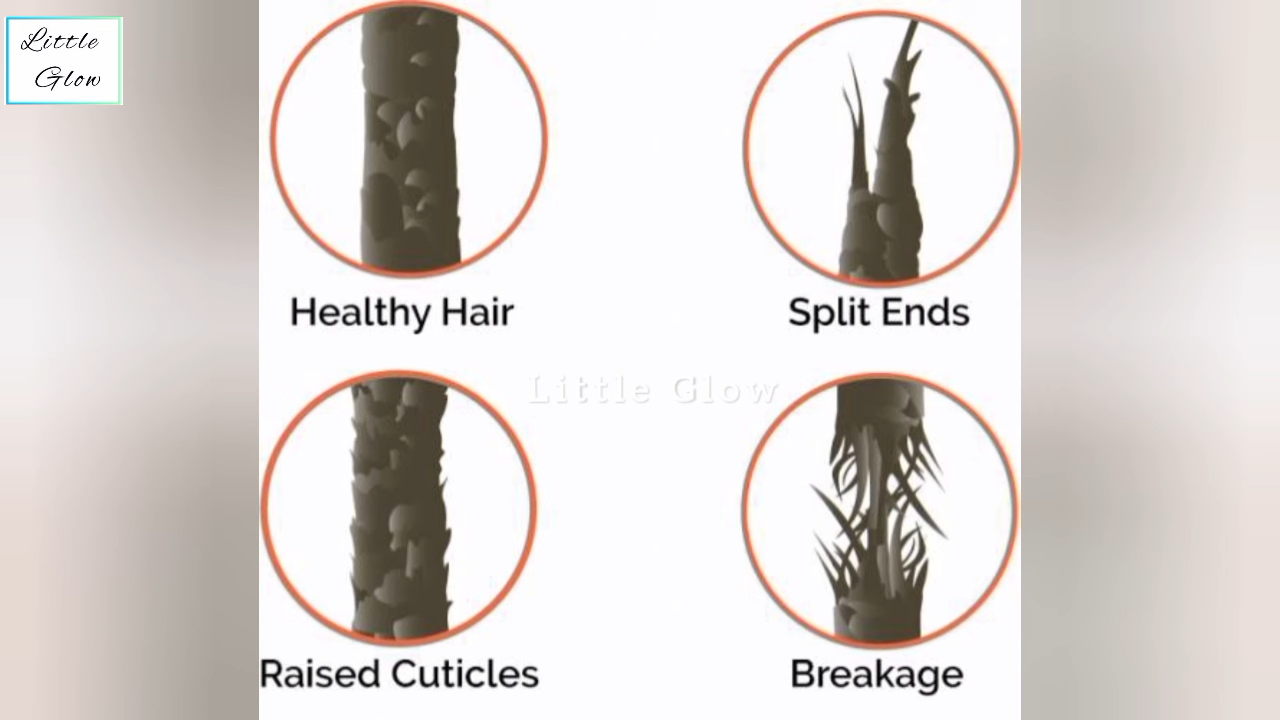 Little
Glow
Healthy Hair
Split Ends
Little Glow
Raised Cuticles
Breakage